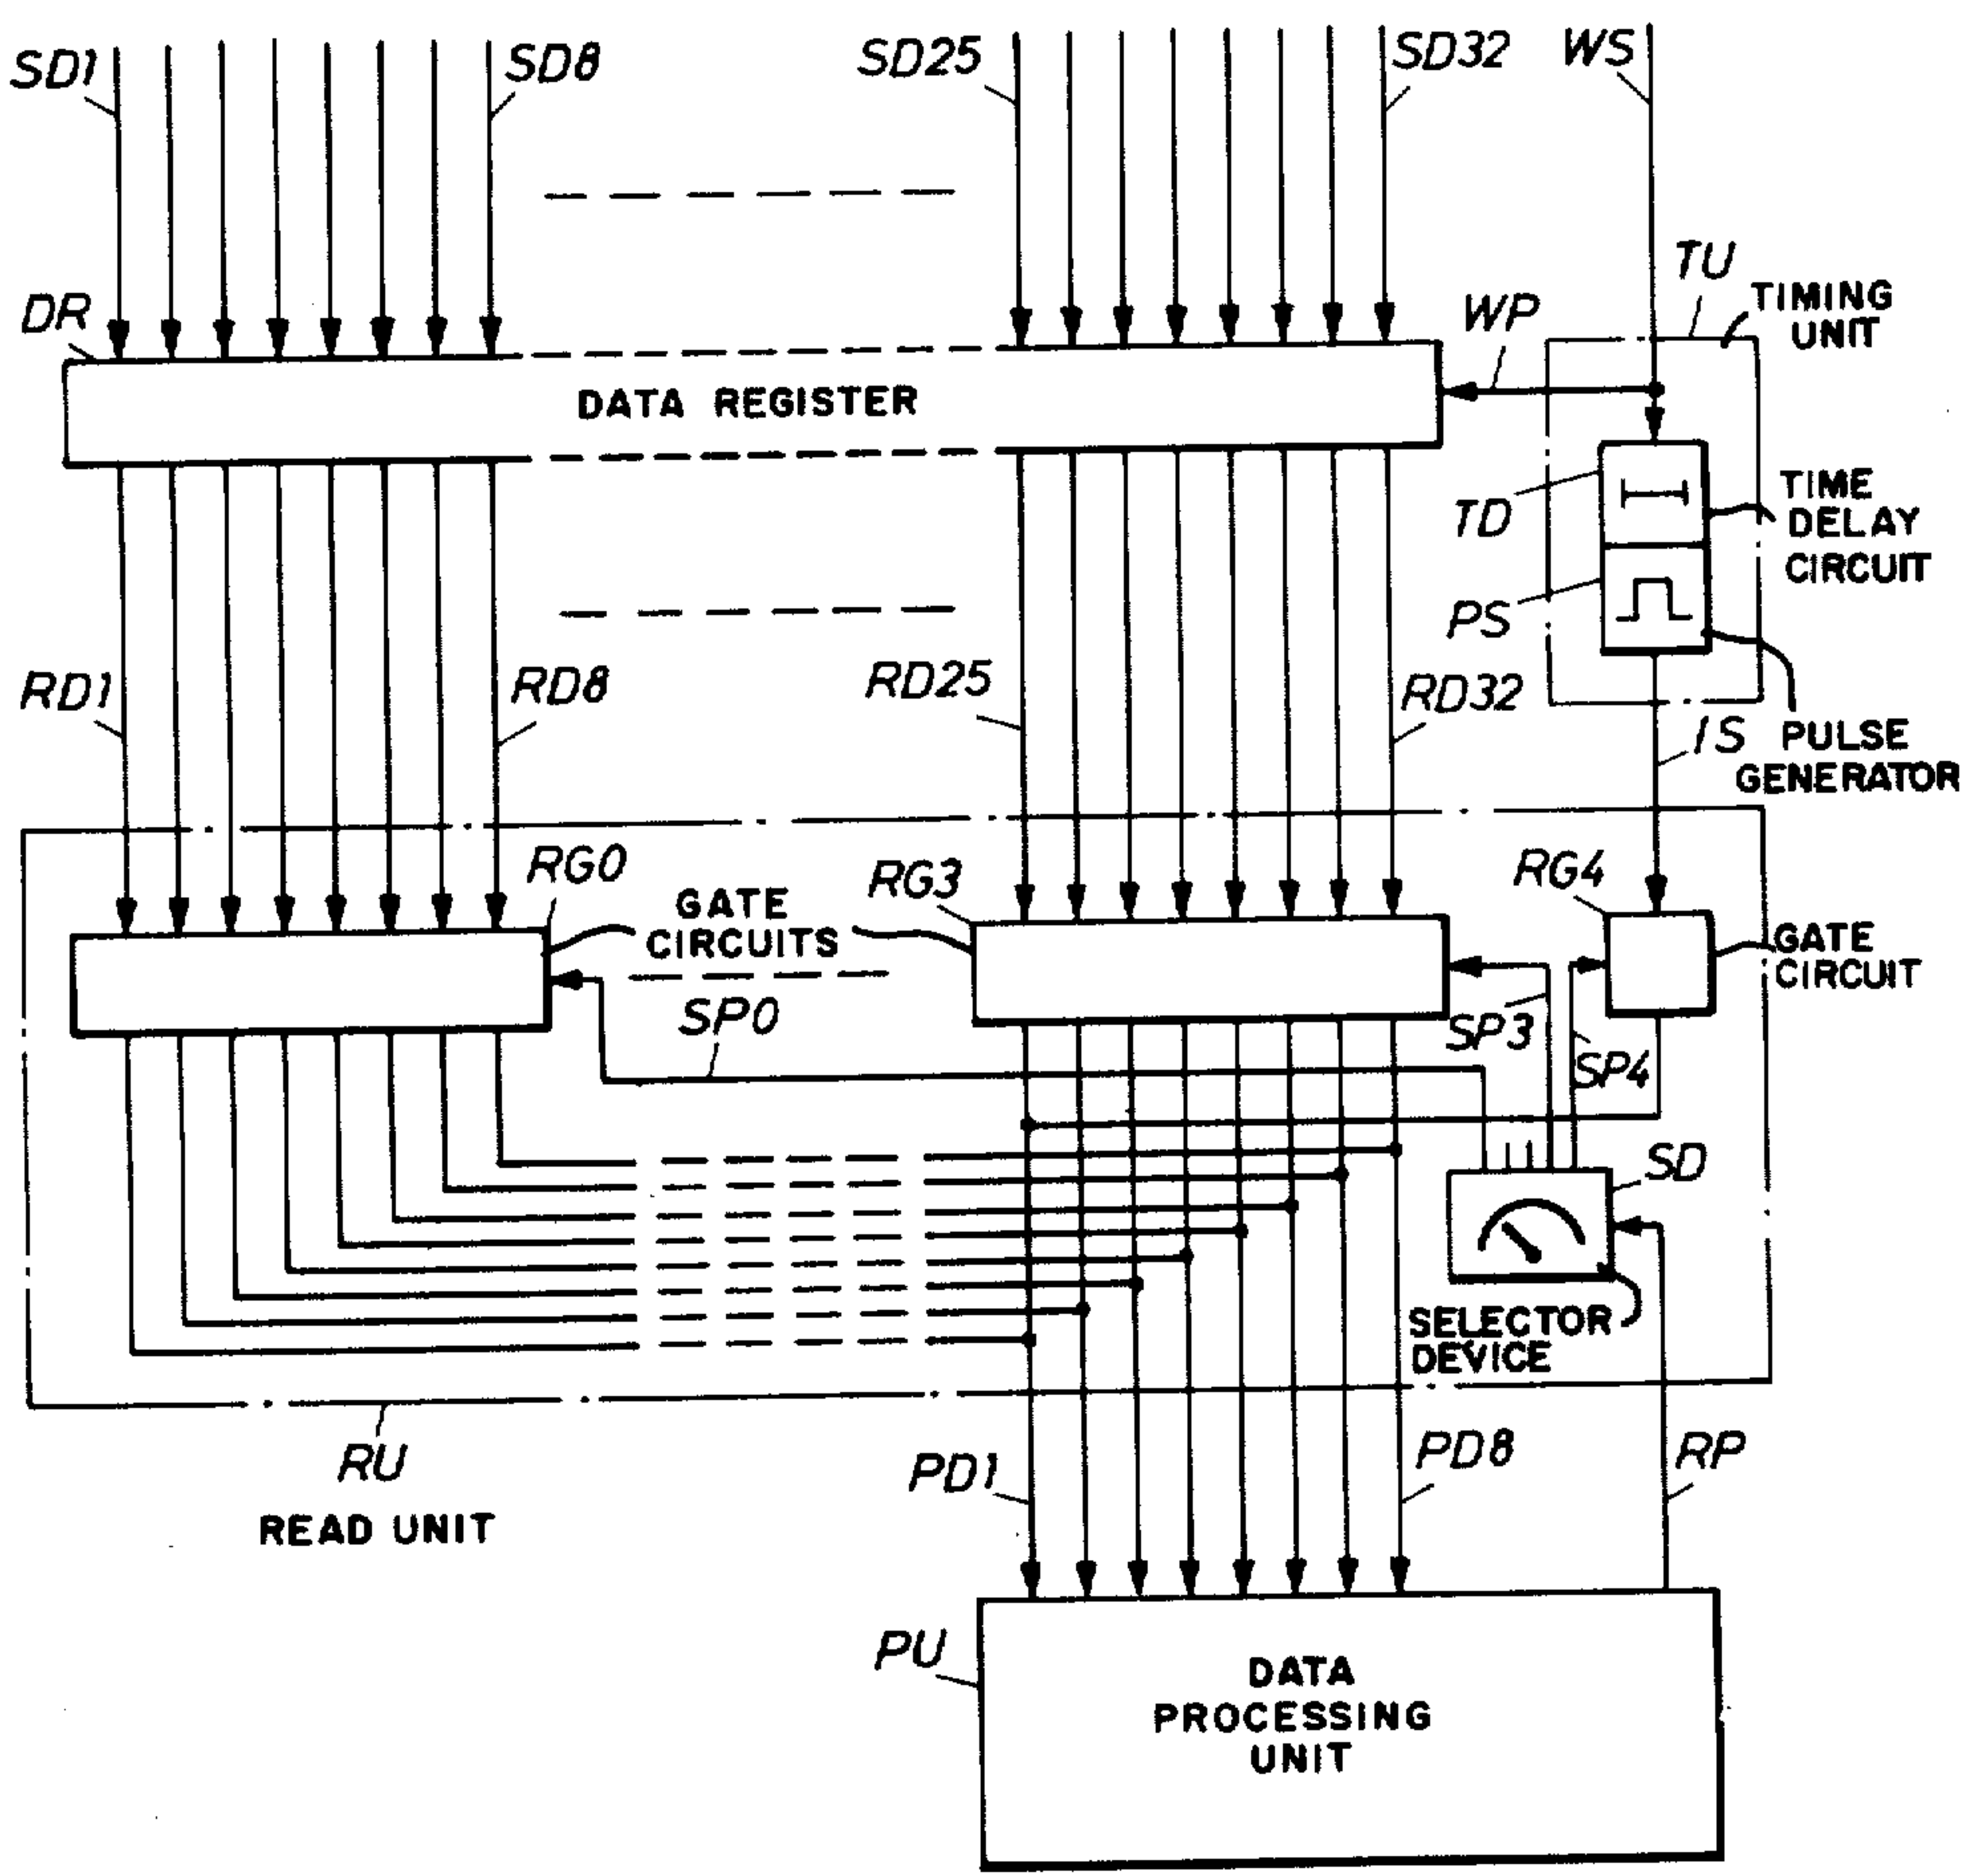 SD1
SD8
SD25
SD32
WS
TU
TIMING
UNIT
DR
WP
DATA REGISTER
TD
TIME
DELAY
CIRCUIT
PS
RD1
RD8
RD25
RD32
IS
PULSE
GENERATOR
RG0
GATE
CIRCUITS
RG3
RG4
GATE
CIRCUIT
SP0
SP3
SP4
SD
SELECTOR
DEVICE
RU
READ UNIT
PD1
PD8
RP
PU
DATA
PROCESSING
UNIT